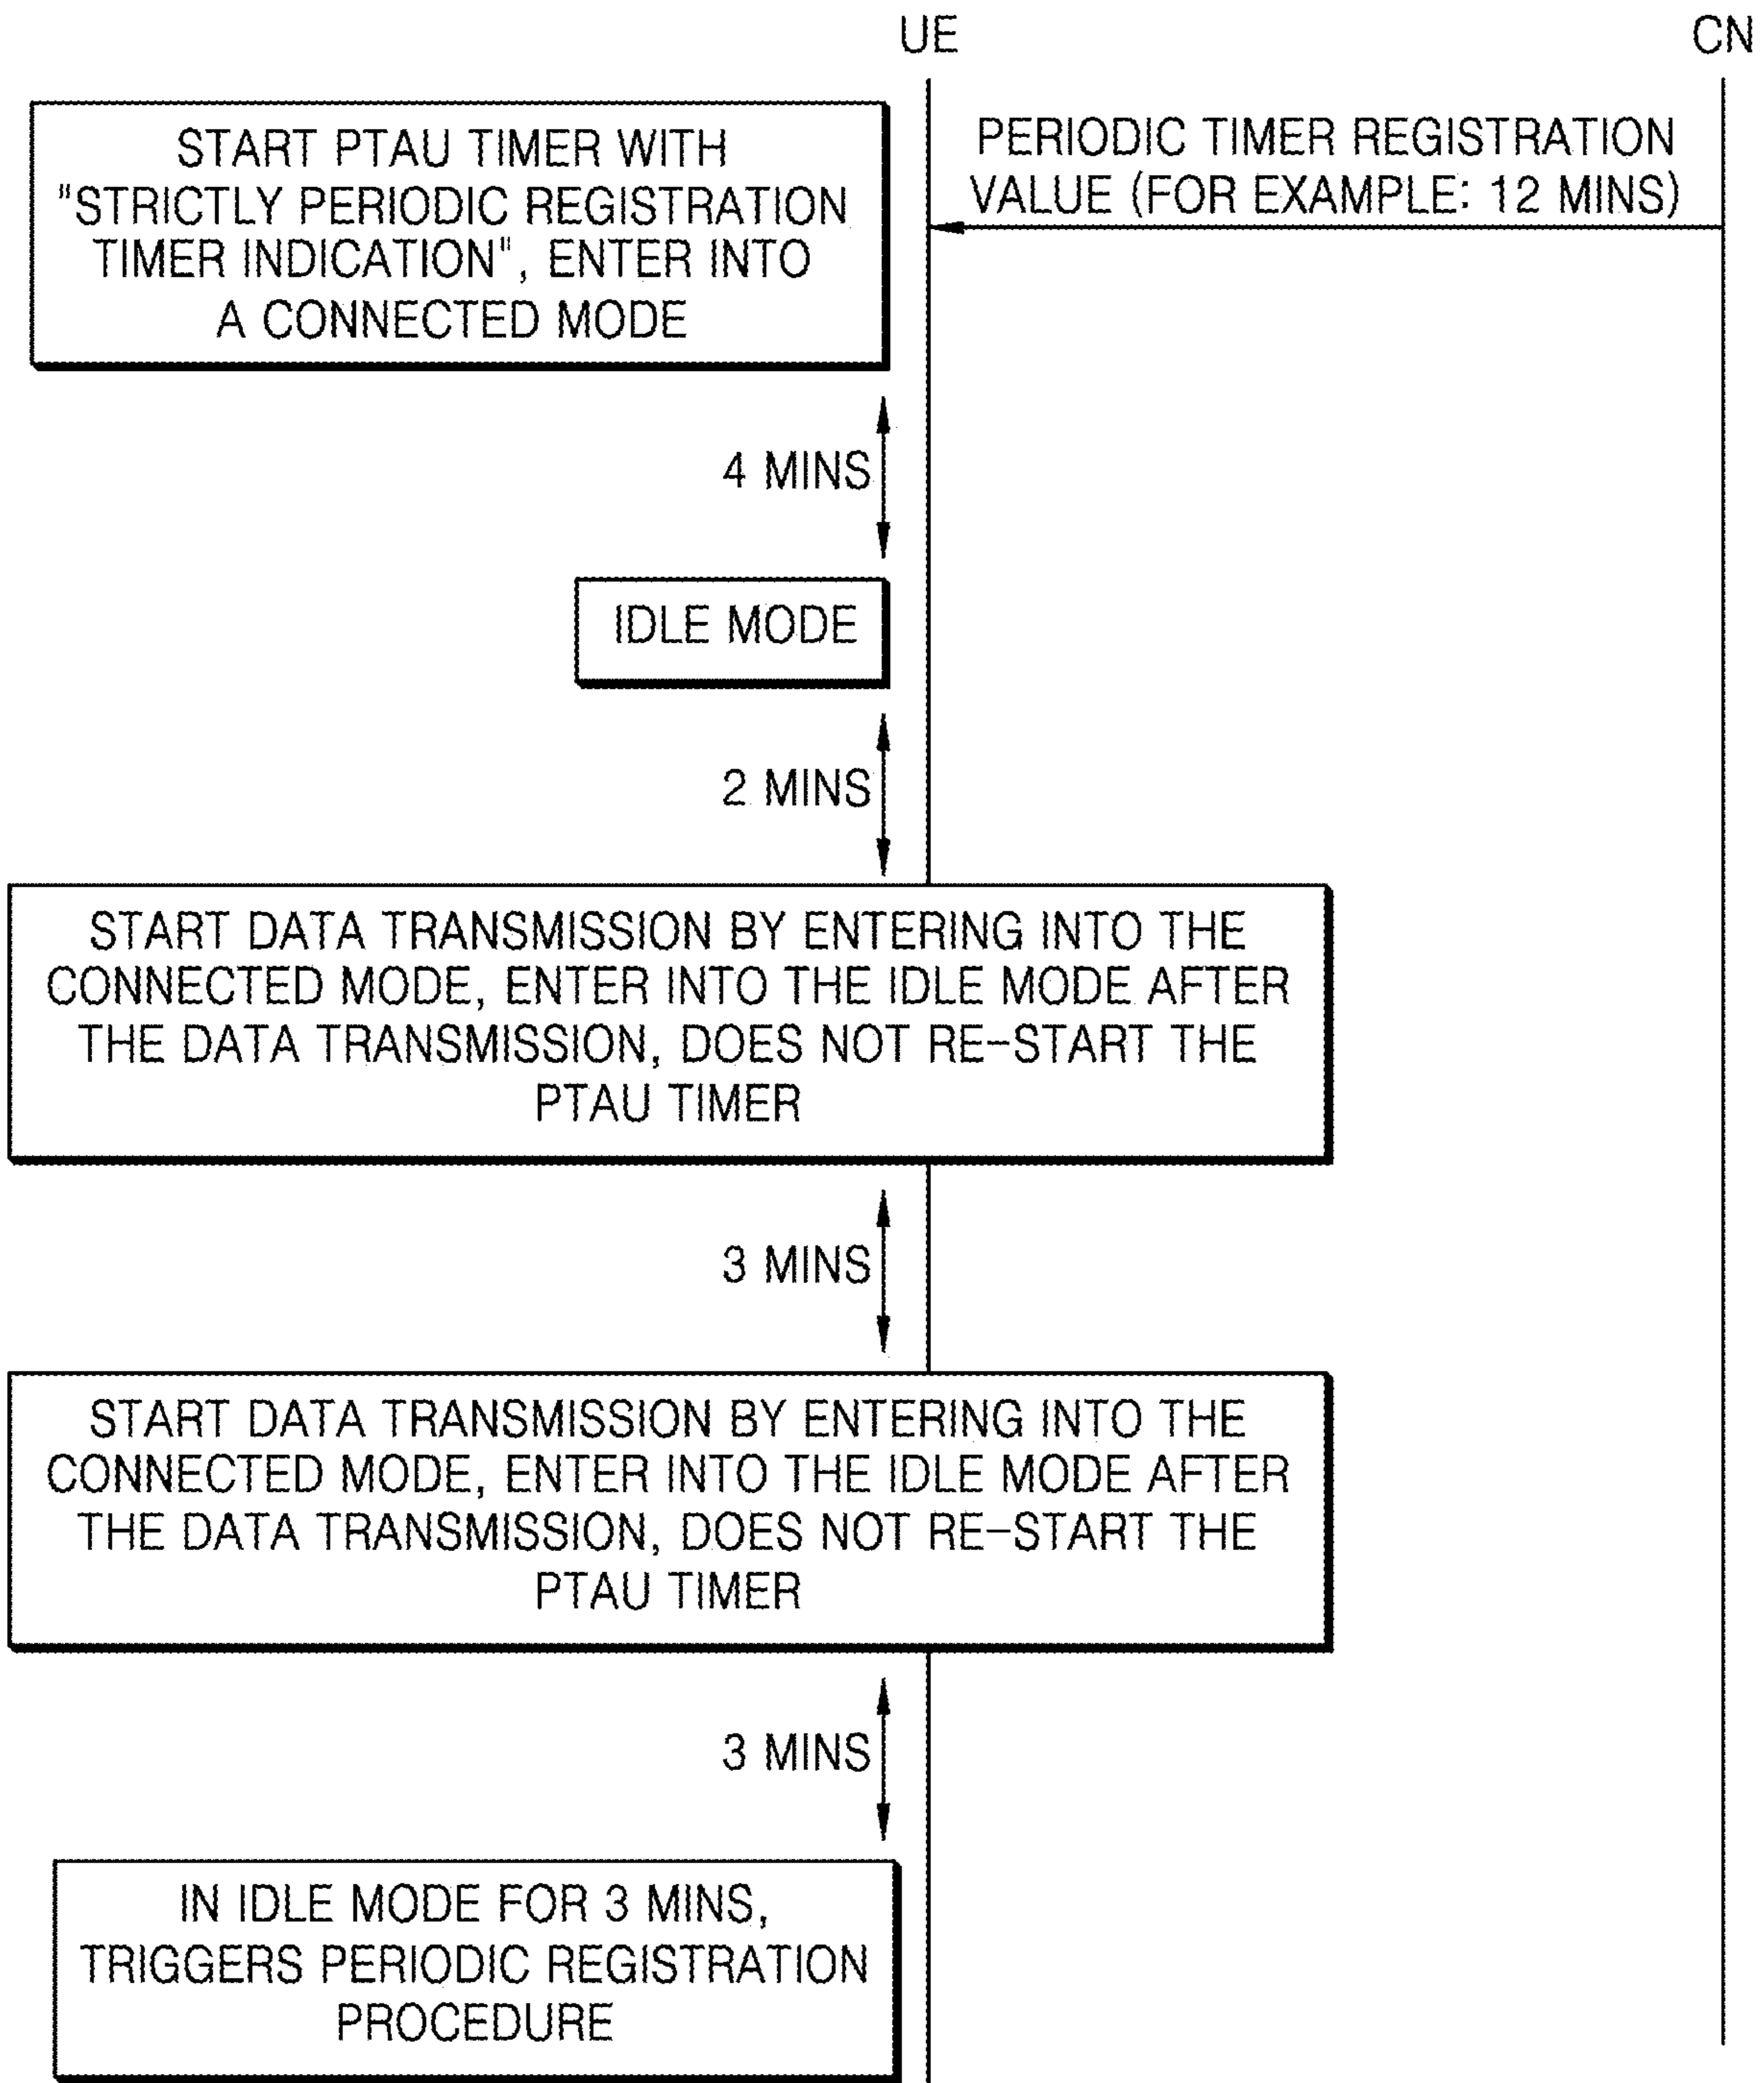 UE
CN
START PTAU TIMER WITH
"STRICTLY PERIODIC REGISTRATION
TIMER INDICATION", ENTER INTO
A CONNECTED MODE
PERIODIC TIMER REGISTRATION
VALUE (FOR EXAMPLE: 12 MINS)
4 MINS
IDLE MODE
2 MINS
START DATA TRANSMISSION BY ENTERING INTO THE
CONNECTED MODE, ENTER INTO THE IDLE MODE AFTER
THE DATA TRANSMISSION, DOES NOT RE-START THE
PTAU TIMER
3 MINS
START DATA TRANSMISSION BY ENTERING INTO THE
CONNECTED MODE, ENTER INTO THE IDLE MODE AFTER
THE DATA TRANSMISSION, DOES NOT RE-START THE
PTAU TIMER
3 MINS
IN IDLE MODE FOR 3 MINS,
TRIGGERS PERIODIC REGISTRATION
PROCEDURE